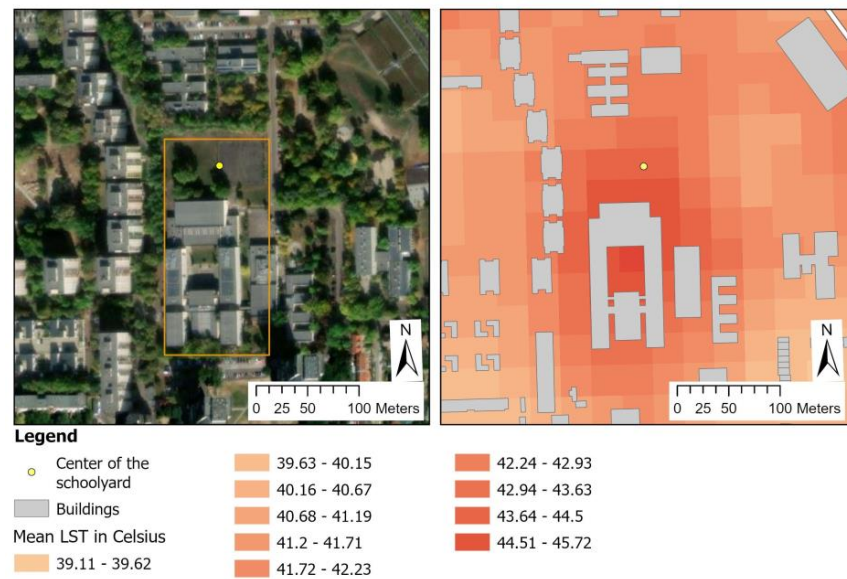 N
0 25 50 100 Meters
N
0 25 50 100 Meters
Legend
Center of the
schoolyard
Buildings
Mean LST in Celsius
39.11 - 39.62
39.63 - 40.15
40.16 - 40.67
40.68 - 41.19
41.2 - 41.71
41.72 - 42.23
42.24 - 42.93
42.94 - 43.63
43.64 - 44.5
44.51 - 45.72